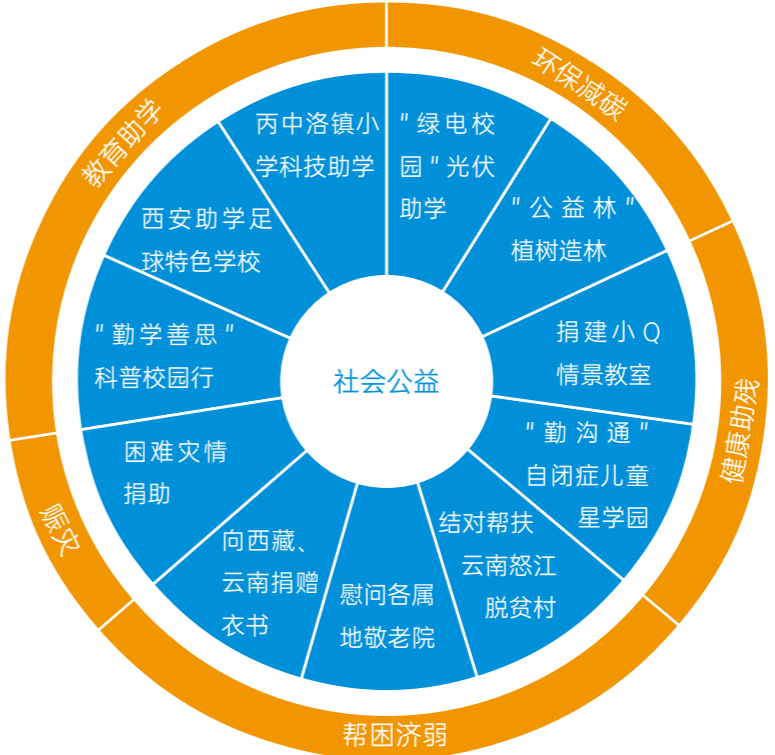 社会公益
环保减碳
"绿电校
园"光伏
助学
"公益林"
植树造林
健康助残
捐建小Q
情景教室
"勤沟通"
自闭症儿童
星学园
帮困济弱
结对帮扶
云南怒江
脱贫村
慰问各属
地敬老院
向西藏、
云南捐赠
衣书
赈灾
困难灾情
捐助
教育助学
"勤学善思"
科普校园行
西安助学足
球特色学校
丙中洛镇小
学科技助学